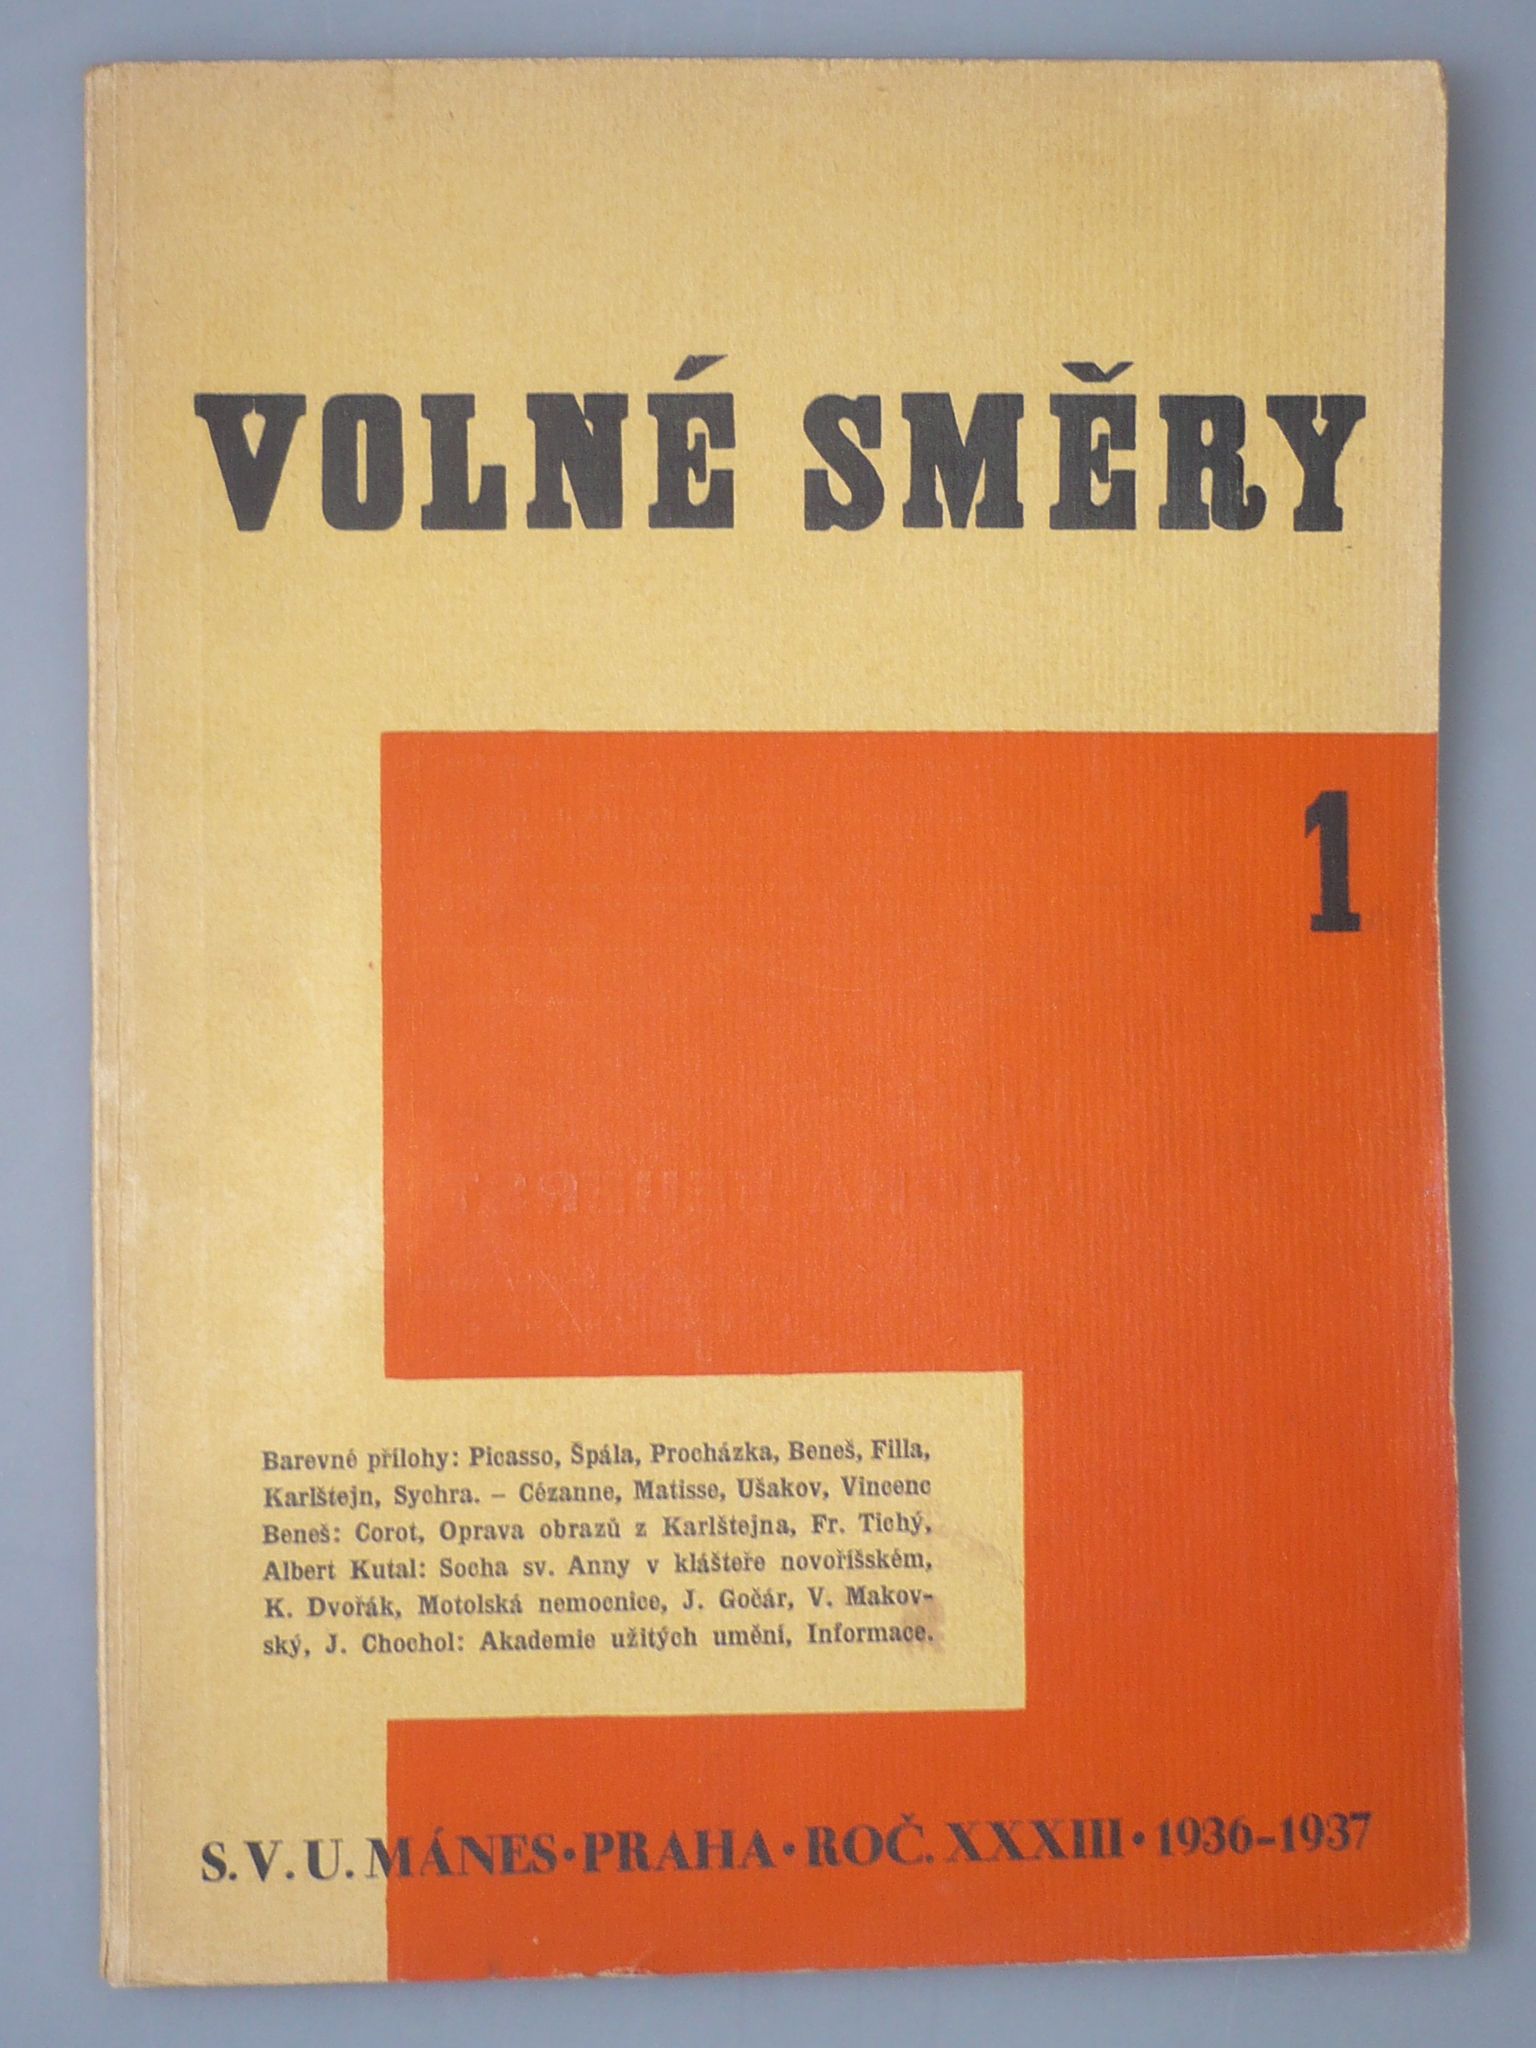 VOLNÉ SMĚRY
1
Barevné přílohy: Picasso, Špála, Procházka, Beneš, Filla,
Karlštejn, Sychra. – Cézanne, Matisse, Ušakov, Vincenc
Beneš: Corot, Oprava obrazů z Karlštejna, Fr. Tichý,
Albert Kutal: Socha sv. Anny v klášteře novoříšském,
K. Dvořák, Motolská nemocnice, J. Gočár, V. Makov-
ský, J. Chochol: Akademie užitých umění, Informace.
S.V.U. MÁNES • PRAHA • ROČ. XXXIII • 1936-1937